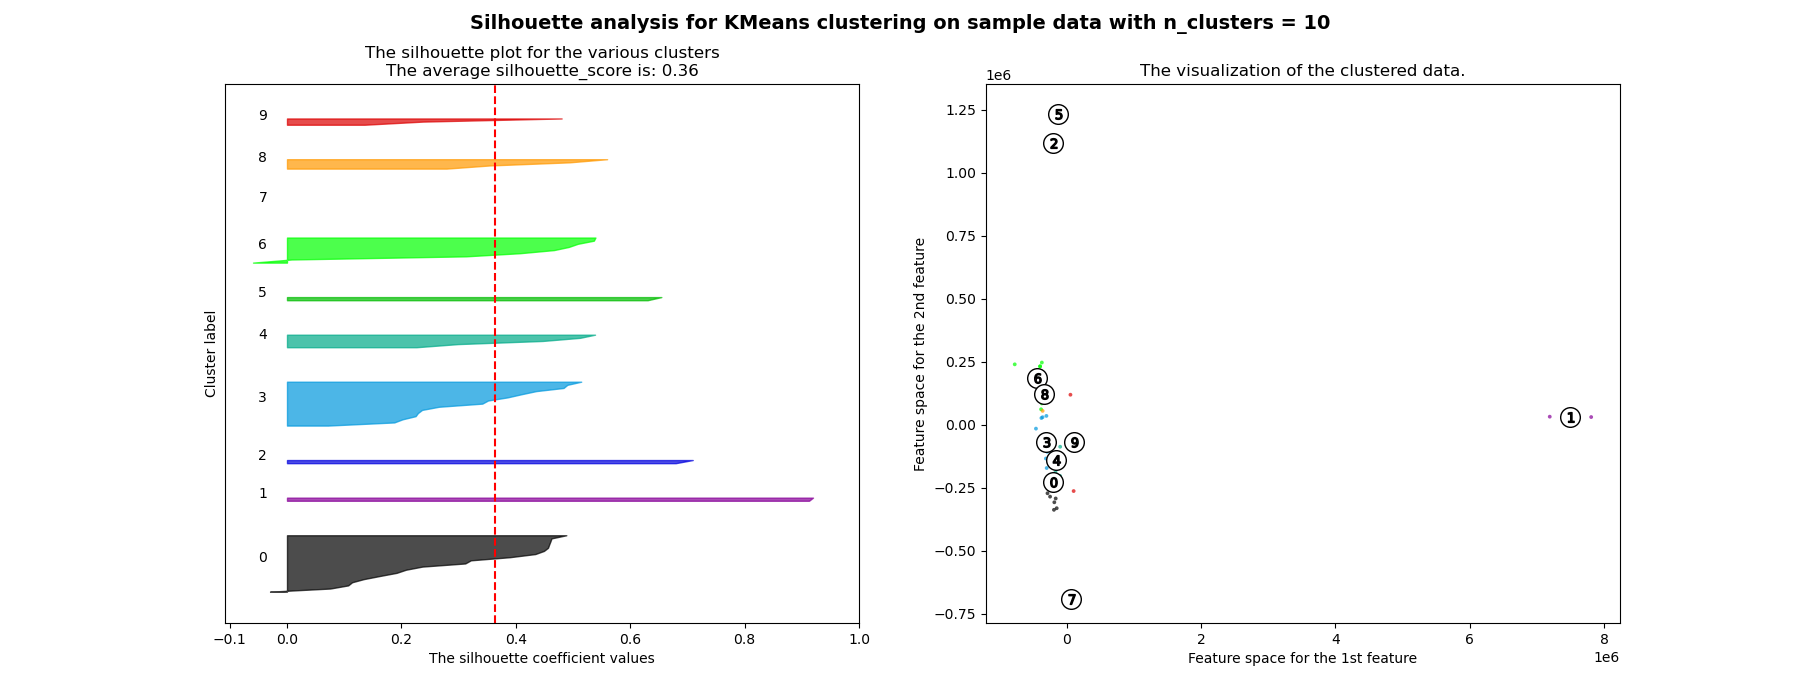 Silhouette analysis for KMeans clustering on sample data with n_clusters = 10
The silhouette plot for the various clusters
The average silhouette_score is: 0.36
9
8
7
6
5
4
3
2
1
0
Cluster label
−0.1 0.0 0.2 0.4 0.6 0.8 1.0
The silhouette coefficient values
The visualization of the clustered data.
1e6
1.25
1.00
0.75
0.50
0.25
0.00
−0.25
−0.50
−0.75
Feature space for the 2nd feature
5
2
6
8
1
3 9
4
0
7
0 2 4 6 8
1e6
Feature space for the 1st feature